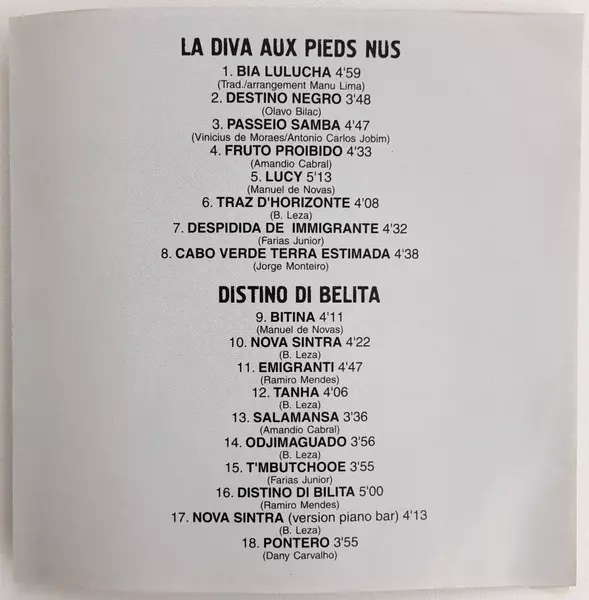 LA DIVA AUX PIEDS NUS
1. BIA LULUCHA 4'59
(Trad./arrangement Manu Lima)
2. DESTINO NEGRO 3'48
(Olavo Bilac)
3. PASSEIO SAMBA 4'47
(Vinicius de Moraes/Antonio Carlos Jobim)
4. FRUTO PROIBIDO 4'33
(Amandio Cabral)
5. LUCY 5'13
(Manuel de Novas)
6. TRAZ D'HORIZONTE 4'08
(B. Leza)
7. DESPIDIDA DE IMMIGRANTE 4'32
(Farias Junior)
8. CABO VERDE TERRA ESTIMADA 4'38
(Jorge Monteiro)
DISTINO DI BELITA
9. BITINA 4'11
(Manuel de Novas)
10. NOVA SINTRA 4'22
(B. Leza)
11. EMIGRANTI 4'47
(Ramiro Mendes)
12. TANHA 4'06
(B. Leza)
13. SALAMANSA 3'36
(Amandio Cabral)
14. ODJIMAGUADO 3'56
(B. Leza)
15. T'MBUTCHOOE 3'55
(Farias Junior)
16. DISTINO DI BILITA 5'00
(Ramiro Mendes)
17. NOVA SINTRA (version piano bar) 4'13
(B. Leza)
18. PONTERO 3'55
(Dany Carvalho)